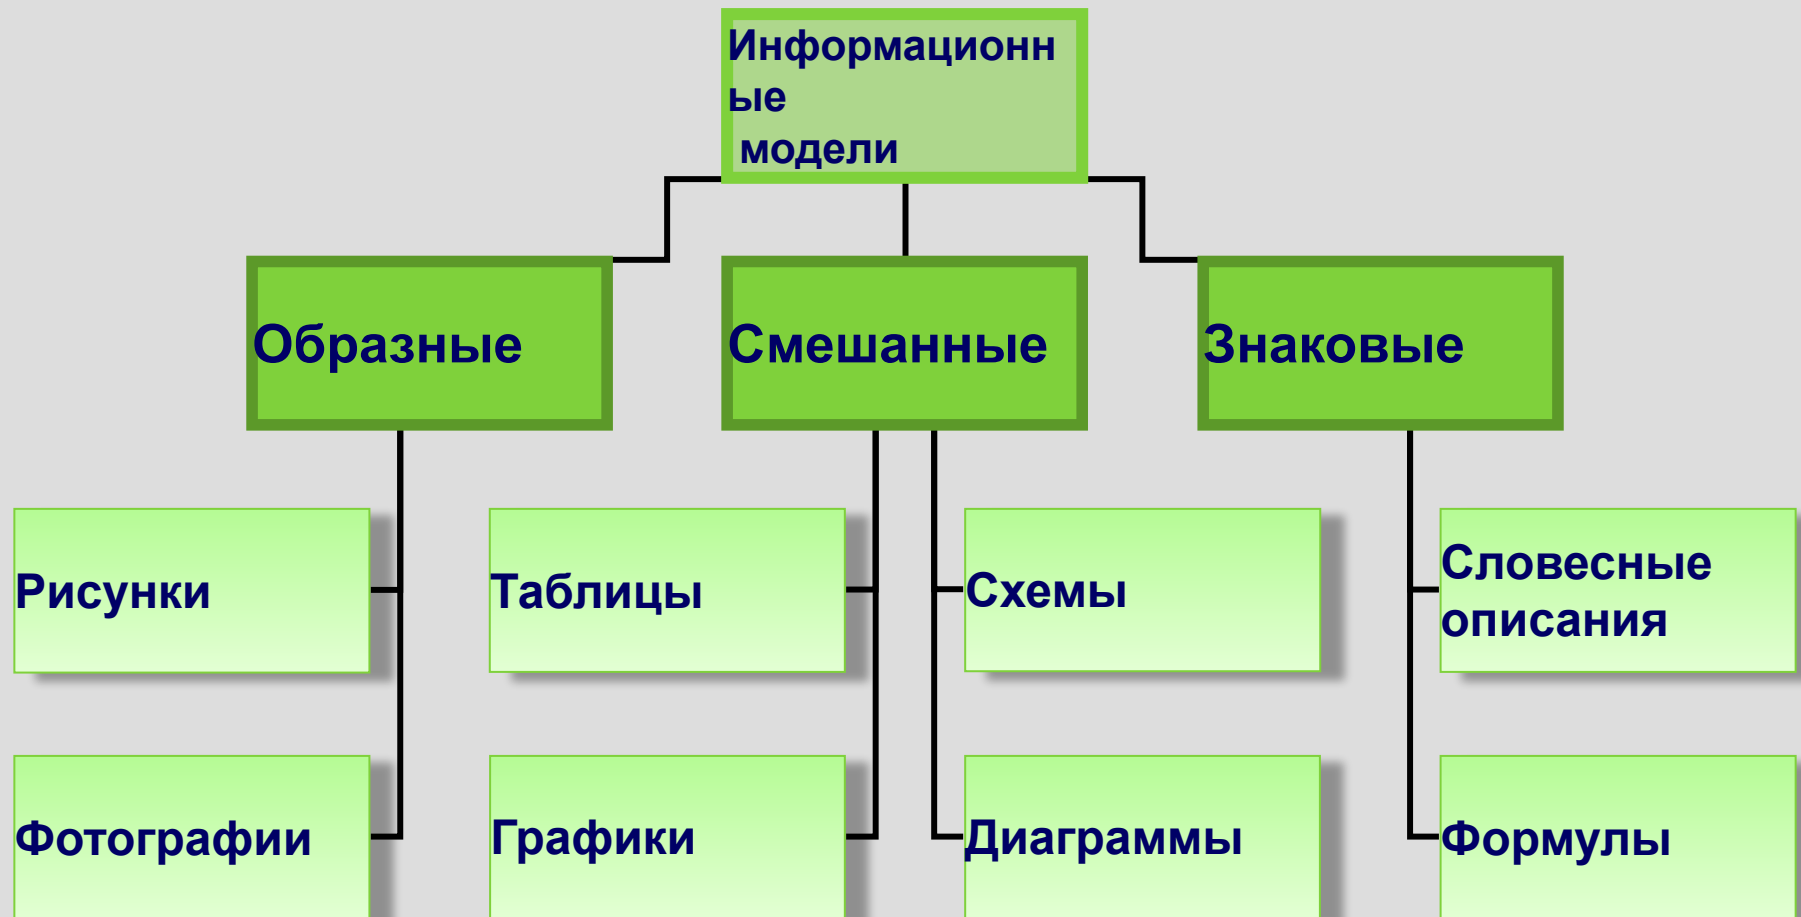 Информационн
ые
модели
Образные
Смешанные
Знаковые
Рисунки
Таблицы
Схемы
Словесные
описания
Фотографии
Графики
Диаграммы
Формулы